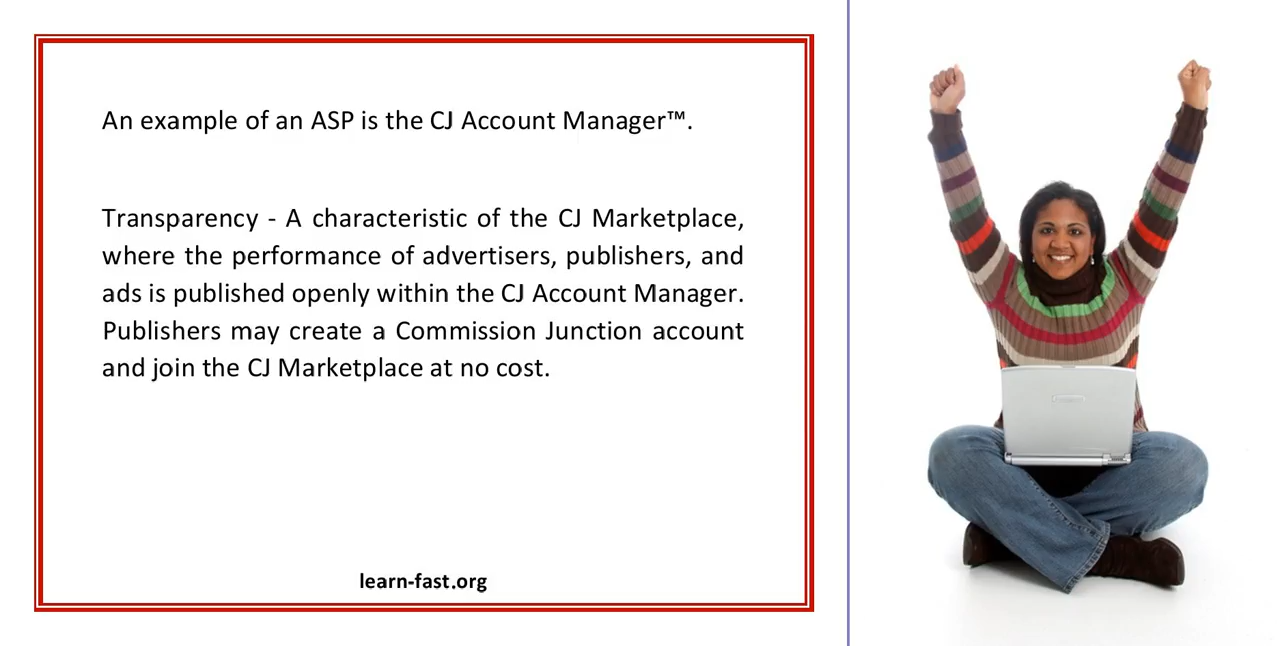 An example of an ASP is the CJ Account Manager™.
Transparency - A characteristic of the CJ Marketplace,
where the performance of advertisers, publishers, and
ads is published openly within the CJ Account Manager.
Publishers may create a Commission Junction account
and join the CJ Marketplace at no cost.
learn-fast.org